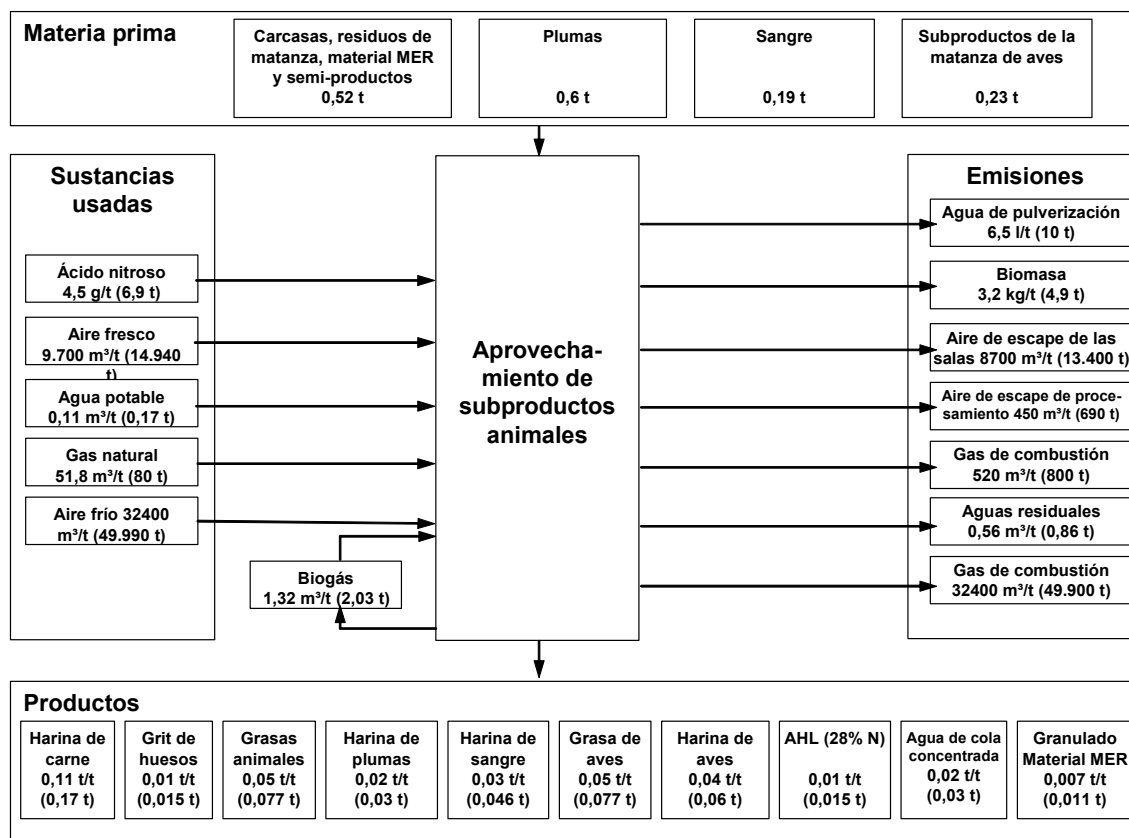 Materia prima
Carcasas, residuos de
matanza, material MER
y semi-productos
0,52 t
Plumas
0,6 t
Sangre
0,19 t
Subproductos de la
matanza de aves
0,23 t
Sustancias
usadas
Ácido nitroso
4,5 g/t (6,9 t)
Aire fresco
9.700 m³/t (14.940
t)
Agua potable
0,11 m³/t (0,17 t)
Gas natural
51,8 m³/t (80 t)
Aire frío 32400
m³/t (49.990 t)
Biogás
1,32 m³/t (2,03 t)
Aprovecha-
miento de
subproductos
animales
Emisiones
Agua de pulverización
6,5 l/t (10 t)
Biomasa
3,2 kg/t (4,9 t)
Aire de escape de las
salas 8700 m³/t (13.400 t)
Aire de escape de proce-
samiento 450 m³/t (690 t)
Gas de combustión
520 m³/t (800 t)
Aguas residuales
0,56 m³/t (0,86 t)
Gas de combustión
32400 m³/t (49.900 t)
Productos
Harina de
carne
0,11 t/t
(0,17 t)
Grit de
huesos
0,01 t/t
(0,015 t)
Grasas
animales
0,05 t/t
(0,077 t)
Harina de
plumas
0,02 t/t
(0,03 t)
Harina de
sangre
0,03 t/t
(0,046 t)
Grasa de
aves
0,05 t/t
(0,077 t)
Harina de
aves
0,04 t/t
(0,06 t)
AHL (28% N)
0,01 t/t
(0,015 t)
Agua de cola
concentrada
0,02 t/t
(0,03 t)
Granulado
Material MER
0,007 t/t
(0,011 t)